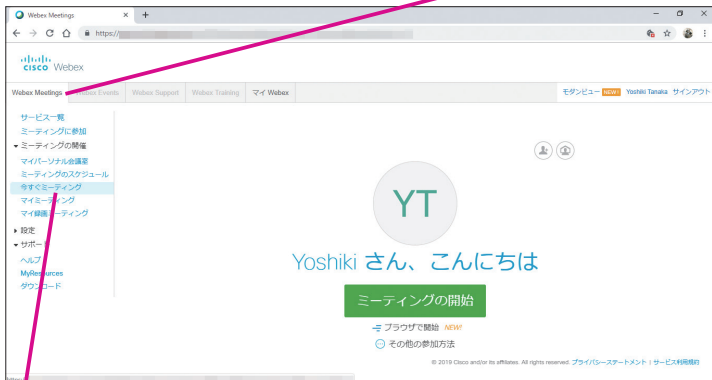 Webex Meetings
https://
CISCO Webex
Webex Meetings Webex Events Webex Support Webex Training マイ Webex モダンビュー NEW! Yoshiki Tanaka サインアウト
サービス一覧
ミーティングに参加
ミーティングの開催
マイパーソナル会議室
ミーティングのスケジュール
今すぐミーティング
マイミーティング
マイ録画ミーティング
設定
サポート
ヘルプ
MyResources
ダウンロード
YT
Yoshiki さん、こんにちは
ミーティングの開始
ブラウザで開始 NEW!
その他の参加方法
© 2019 Cisco and/or its affiliates. All rights reserved. プライバシーステートメント | サービス利用規約